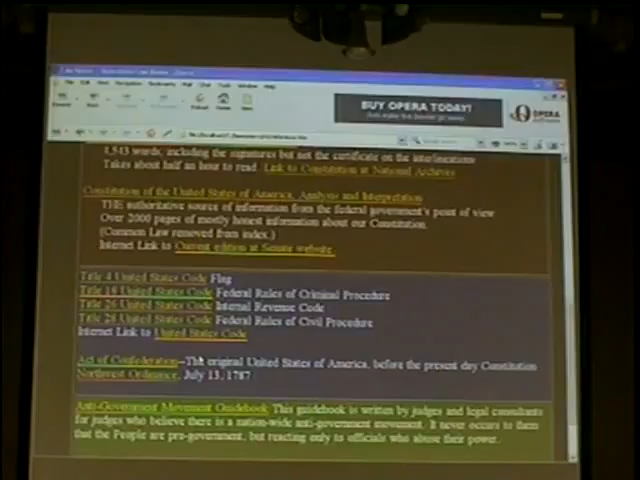 BUY OPERA TODAY!
OPERA
4,543 words, including the signatures but not the certificate on the interlineations
Takes about half an hour to read. Link to Constitution at National Archives
Constitution of the United States of America, Analysis and Interpretation
THE authoritative source of information from the federal government's point of view
Over 2000 pages of mostly honest information about our Constitution.
(Common Law removed from index.)
Internet Link to Current edition at Senate website
Title 4 United States Code Flag
Title 18 United States Code Federal Rules of Criminal Procedure
Title 26 United States Code Internal Revenue Code
Title 28 United States Code Federal Rules of Civil Procedure
Internet Link to United States Code
Act of Confederation--The original United States of America, before the present day Constitution
Northwest Ordinance, July 13, 1787
Anti-Government Movement Guidebook This guidebook is written by judges and legal consultants
for judges who believe there is a nation-wide anti-government movement. It never occurs to them
that the People are pro-government, but reacting only to officials who abuse their power.